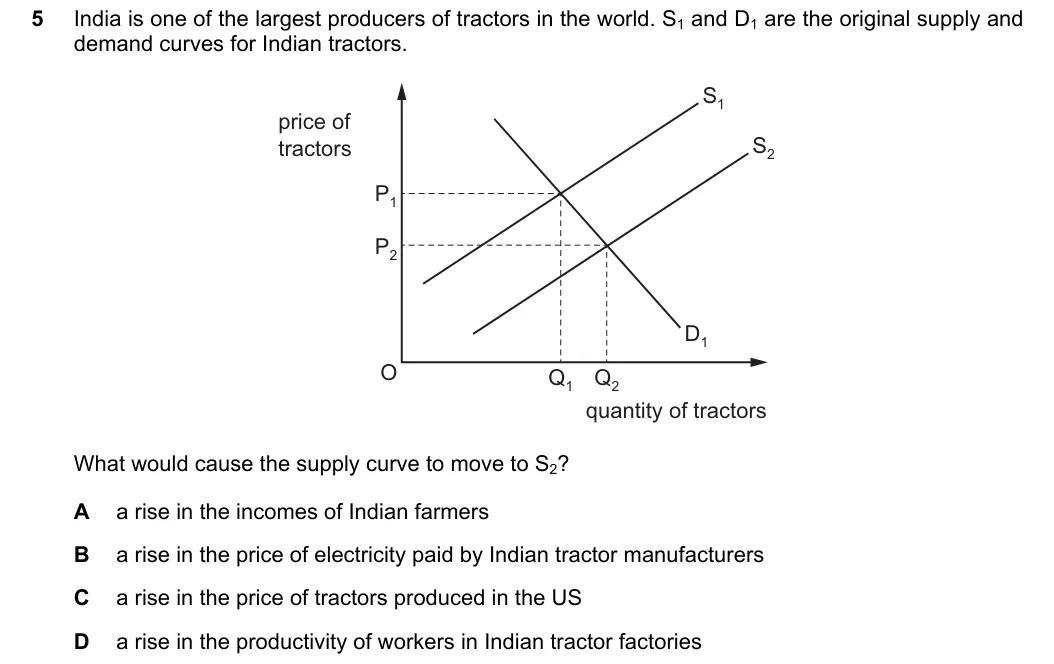 5 India is one of the largest producers of tractors in the world. S₁ and D₁ are the original supply and
demand curves for Indian tractors.
price of
tractors
S₁
S₂
P₁
P₂
D₁
O
Q₁ Q₂
quantity of tractors
What would cause the supply curve to move to S₂?
A a rise in the incomes of Indian farmers
B a rise in the price of electricity paid by Indian tractor manufacturers
C a rise in the price of tractors produced in the US
D a rise in the productivity of workers in Indian tractor factories